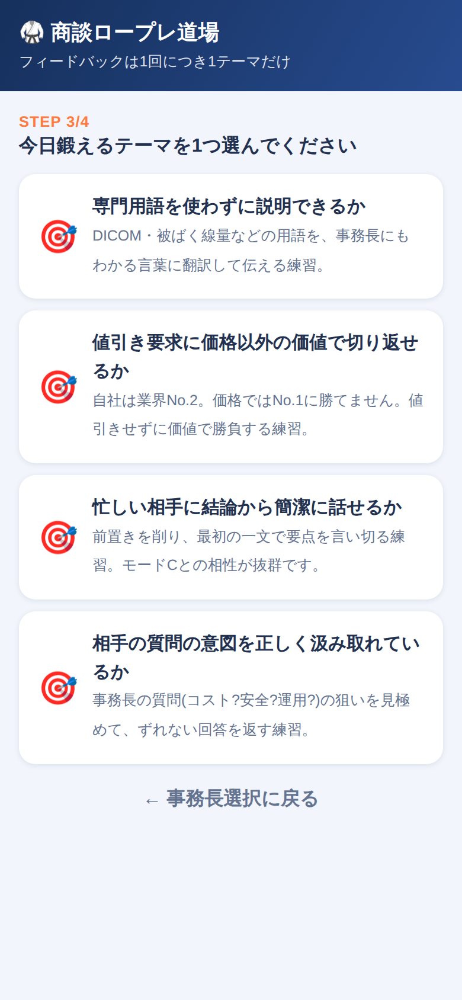 商談ロープレ道場
フィードバックは1回につき1テーマだけ
STEP 3/4
今日鍛えるテーマを1つ選んでください
専門用語を使わずに説明できるか
DICOM・被ばく線量などの用語を、事務長にも
わかる言葉に翻訳して伝える練習。
値引き要求に価格以外の価値で切り返せ
るか
自社は業界No.2。価格ではNo.1に勝てません。値
引きせずに価値で勝負する練習。
忙しい相手に結論から簡潔に話せるか
前置きを削り、最初の一文で要点を言い切る練
習。モードCとの相性が抜群です。
相手の質問の意図を正しく汲み取れてい
るか
事務長の質問(コスト?安全?運用?)の狙いを見極
めて、ずれない回答を返す練習。
← 事務長選択に戻る